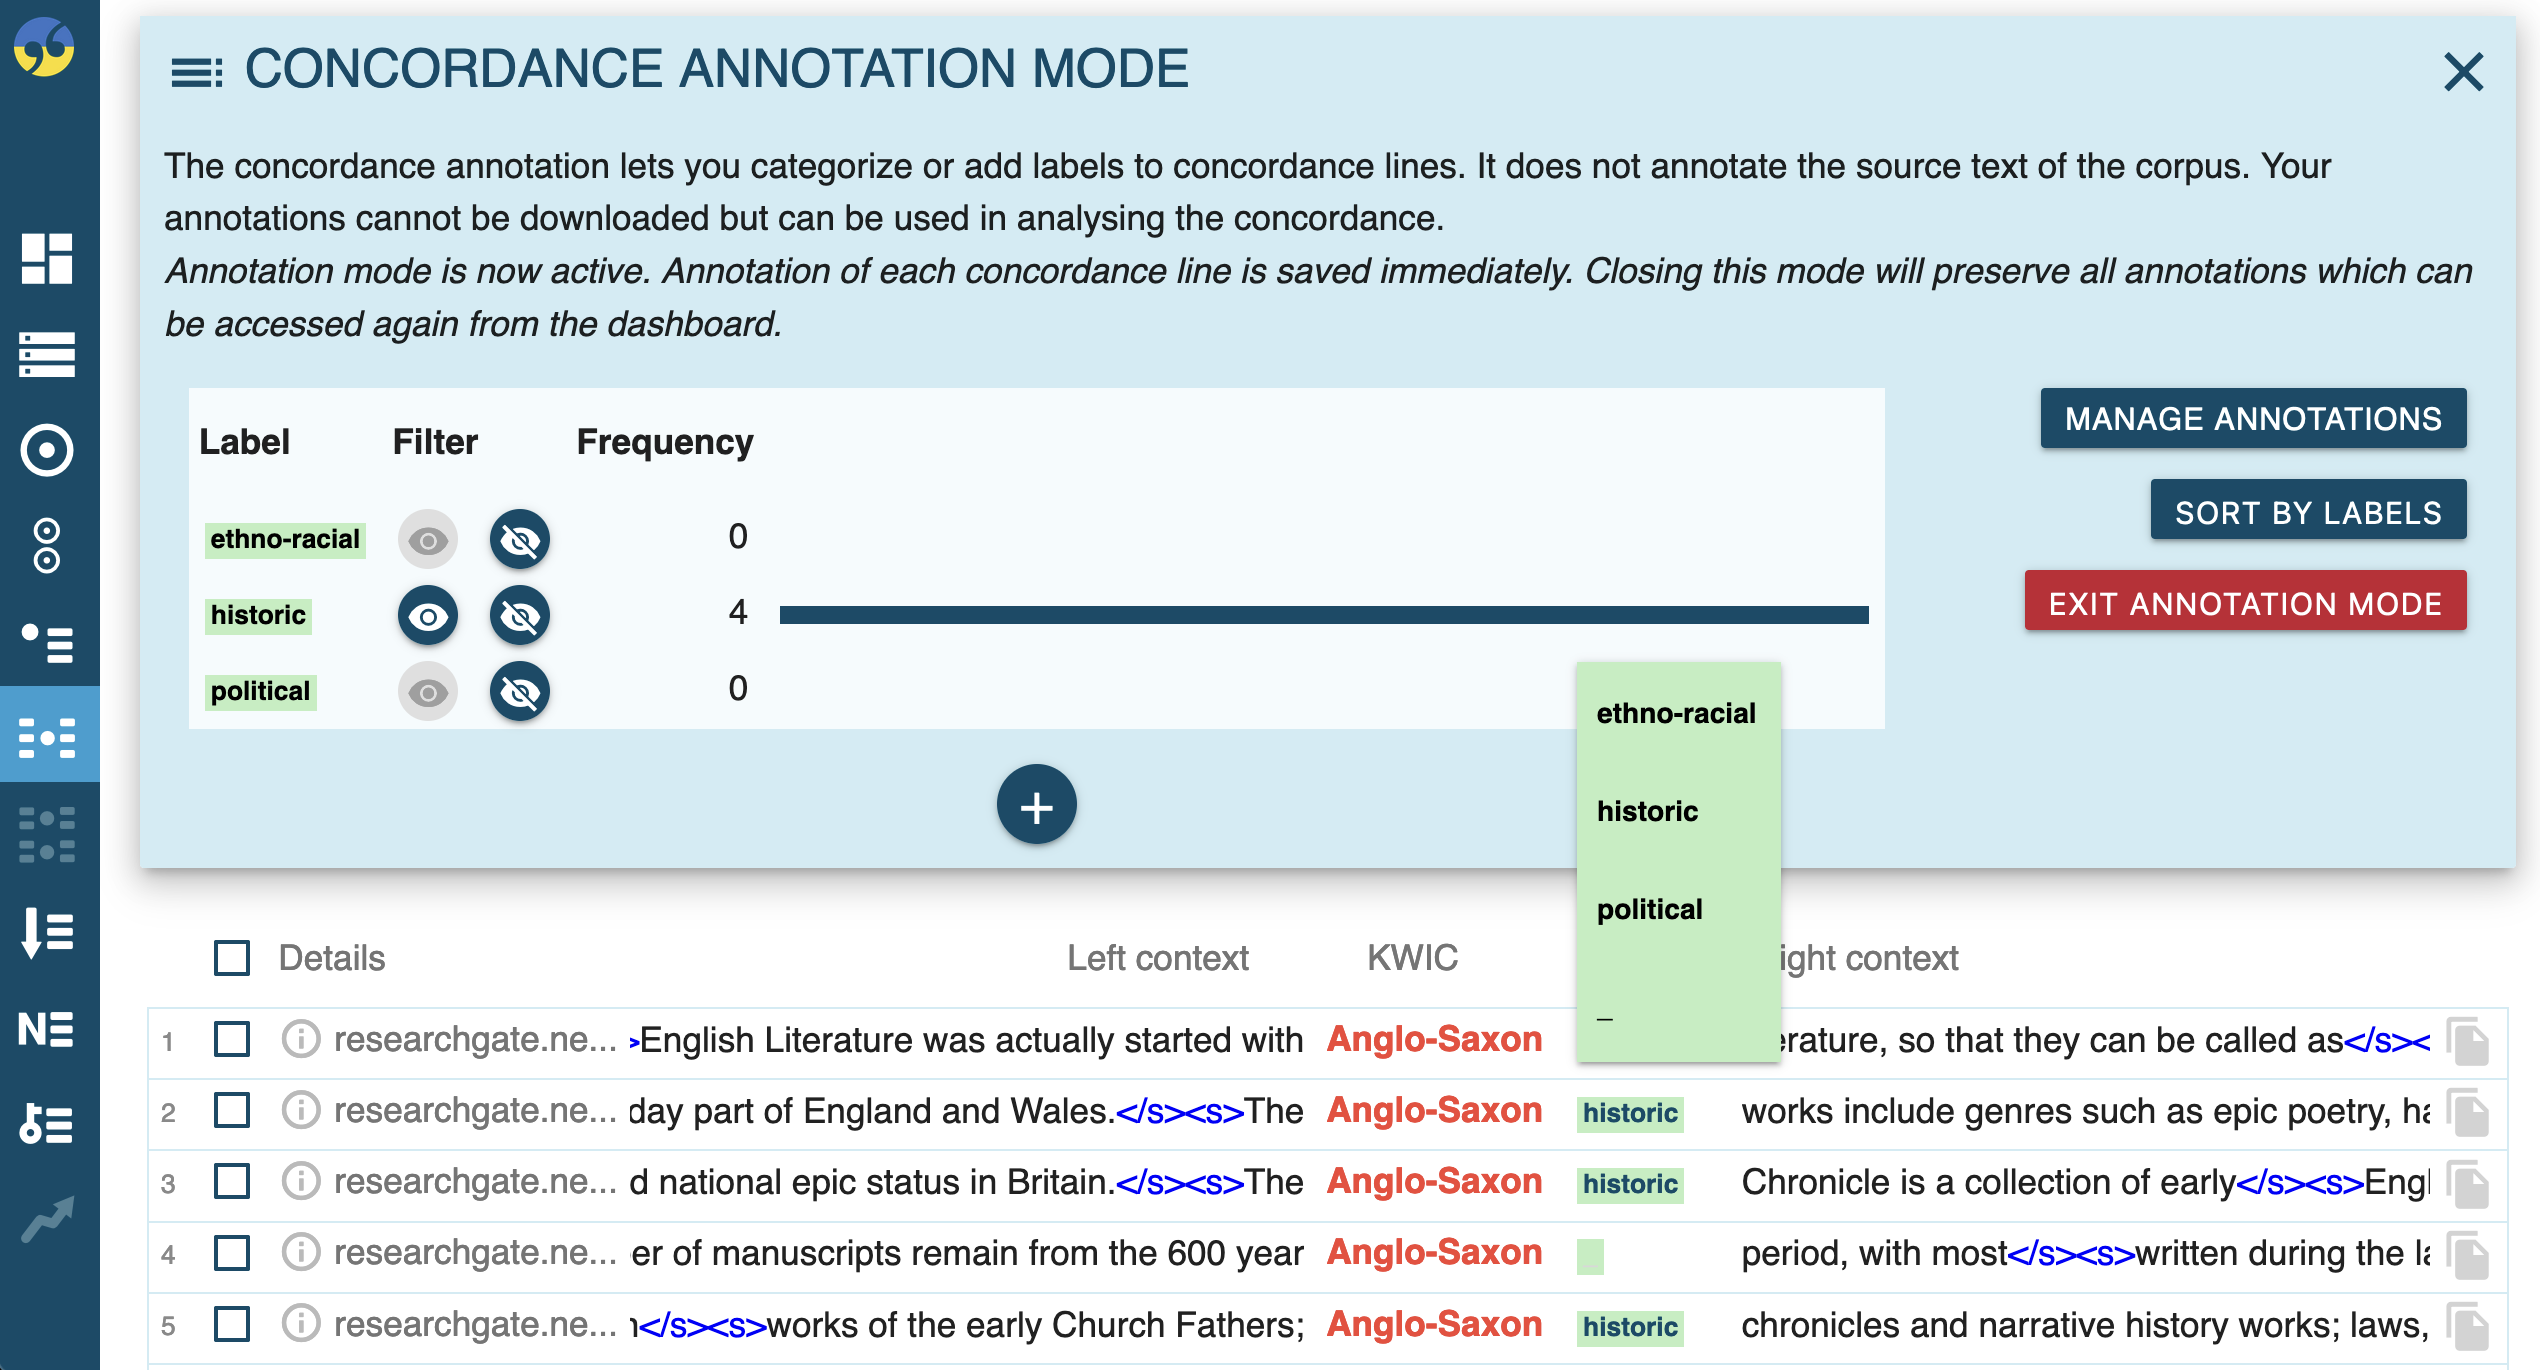 CONCORDANCE ANNOTATION MODE
The concordance annotation lets you categorize or add labels to concordance lines. It does not annotate the source text of the corpus. Your
annotations cannot be downloaded but can be used in analysing the concordance.
Annotation mode is now active. Annotation of each concordance line is saved immediately. Closing this mode will preserve all annotations which can
be accessed again from the dashboard.
Label Filter Frequency
ethno-racial 0
historic 4
political 0
MANAGE ANNOTATIONS
SORT BY LABELS
EXIT ANNOTATION MODE
+
ethno-racial
historic
political
_
Details Left context KWIC ight context
1 researchgate.ne... >English Literature was actually started with Anglo-Saxon erature, so that they can be called as</s><
2 researchgate.ne... day part of England and Wales.</s><s>The Anglo-Saxon historic works include genres such as epic poetry, ha
3 researchgate.ne... d national epic status in Britain.</s><s>The Anglo-Saxon historic Chronicle is a collection of early</s><s>Engl
4 researchgate.ne... er of manuscripts remain from the 600 year Anglo-Saxon period, with most</s><s>written during the la
5 researchgate.ne... </s><s>works of the early Church Fathers; Anglo-Saxon historic chronicles and narrative history works; laws,